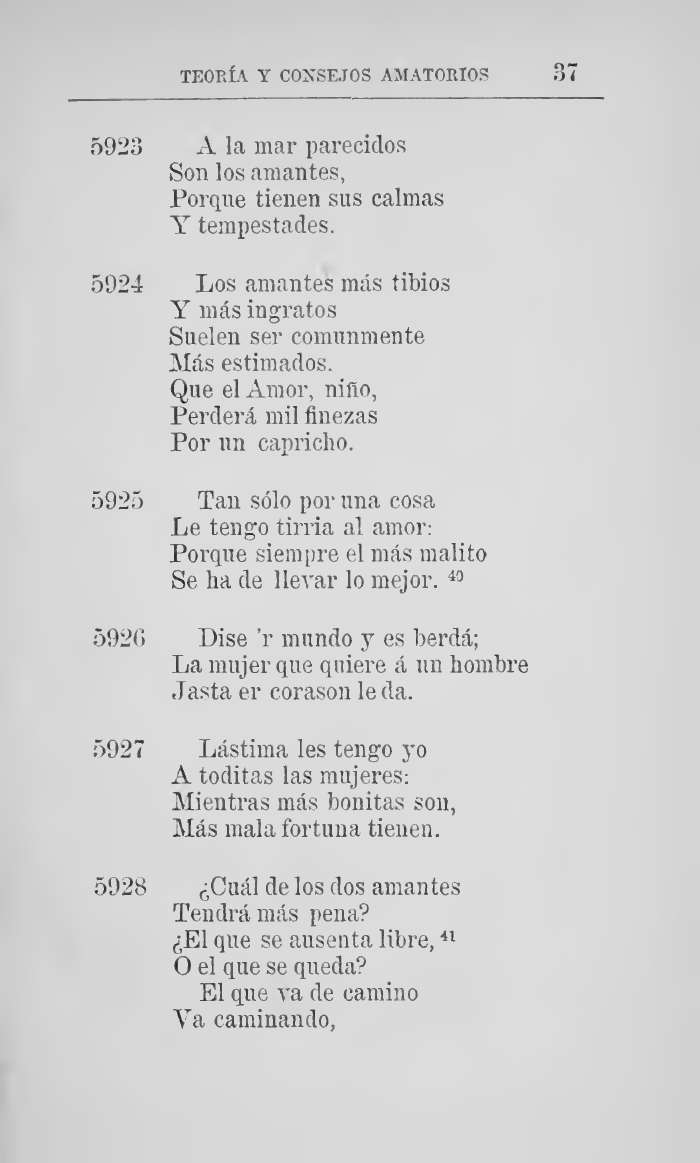 TEORÍA Y CONSEJOS AMATORIOS 37
5923 A la mar parecidos
Son los amantes,
Porque tienen sus calmas
Y tempestades.
5924 Los amantes más tibios
Y más ingratos
Suelen ser comunmente
Más estimados.
Que el Amor, niño,
Perderá mil finezas
Por un capricho.
5925 Tan sólo por una cosa
Le tengo tirria al amor:
Porque siempre el más malito
Se ha de llevar lo mejor. 40
5926 Dise 'r mundo y es berdá;
La mujer que quiere á un hombre
Jasta er corason le da.
5927 Lástima les tengo yo
A toditas las mujeres:
Mientras más bonitas son,
Más mala fortuna tienen.
5928 ¿Cuál de los dos amantes
Tendrá más pena?
¿El que se ausenta libre, 41
O el que se queda?
El que va de camino
Va caminando,